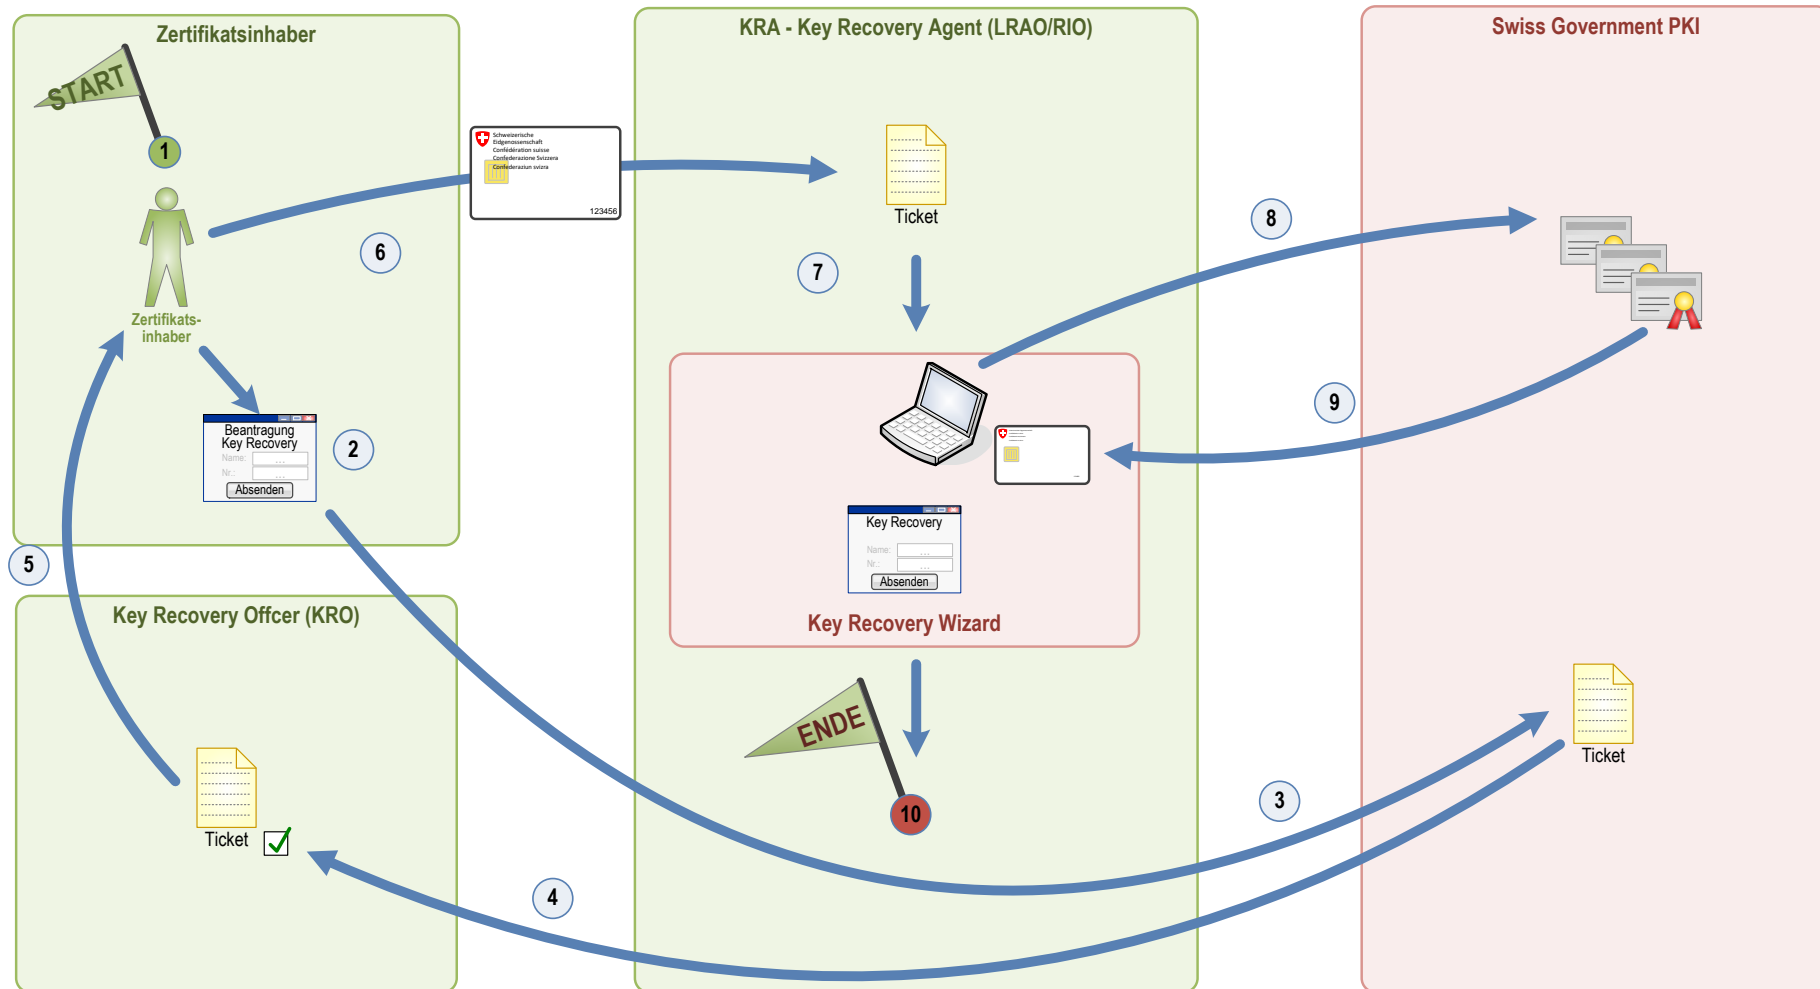 Zertifikatsinhaber
START
1
Zertifikats-
inhaber
Beantragung
Key Recovery
Name:
...
Nr.:
...
Absenden
2
5
6
Schweizerische
Eidgenossenschaft
Confédération suisse
Confederazione Svizzera
Confederaziun svizra
123456
Key Recovery Offcer (KRO)
Ticket
4
KRA - Key Recovery Agent (LRAO/RIO)
Ticket
7
Key Recovery
Name:
...
Nr.:
...
Absenden
Key Recovery Wizard
ENDE
10
8
9
3
Swiss Government PKI
Ticket